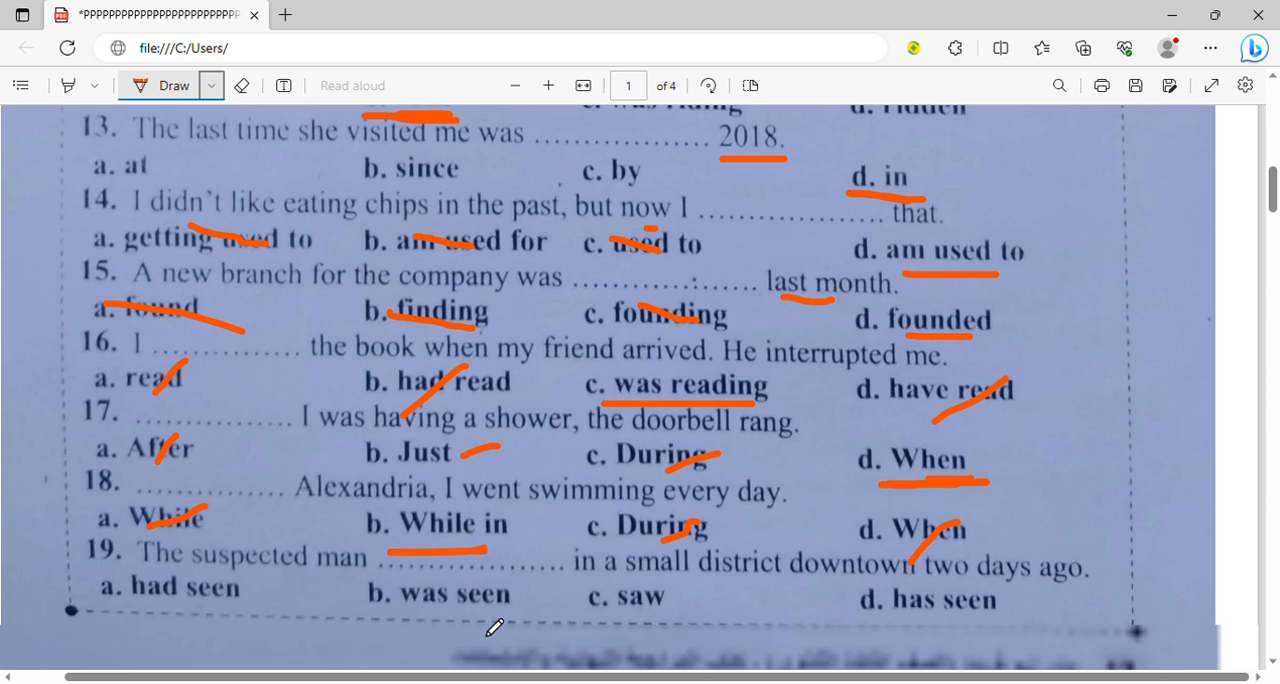 *PPPPPPPPPPPPPPPPPPPPPPPPP
file:///C:/Users/
Draw
Read aloud
1 of 4
13. The last time she visited me was .................. 2018.
a. at b. since c. by d. in
14. I didn't like eating chips in the past, but now I .................. that.
a. getting used to b. am used for c. used to d. am used to
15. A new branch for the company was .................. last month.
a. found b. finding c. founding d. founded
16. I .............. the book when my friend arrived. He interrupted me.
a. read b. had read c. was reading d. have read
17. .............. I was having a shower, the doorbell rang.
a. After b. Just c. During d. When
18. .............. Alexandria, I went swimming every day.
a. While b. While in c. During d. When
19. The suspected man .................. in a small district downtown two days ago.
a. had seen b. was seen c. saw d. has seen